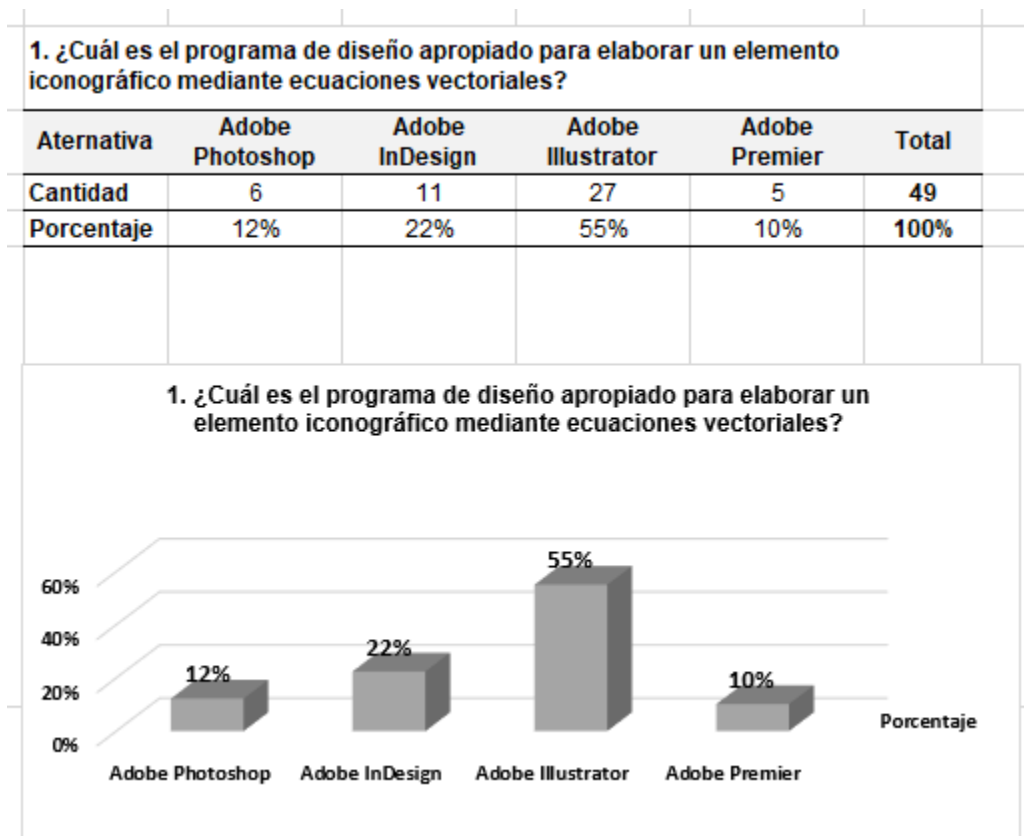 1. ¿Cuál es el programa de diseño apropiado para elaborar un elemento
iconográfico mediante ecuaciones vectoriales?
Aternativa Adobe Photoshop Adobe InDesign Adobe Illustrator Adobe Premier Total
Cantidad 6 11 27 5 49
Porcentaje 12% 22% 55% 10% 100%
1. ¿Cuál es el programa de diseño apropiado para elaborar un
elemento iconográfico mediante ecuaciones vectoriales?
60%
40%
20%
0%
12%
22%
55%
10%
Porcentaje
Adobe Photoshop Adobe InDesign Adobe Illustrator Adobe Premier